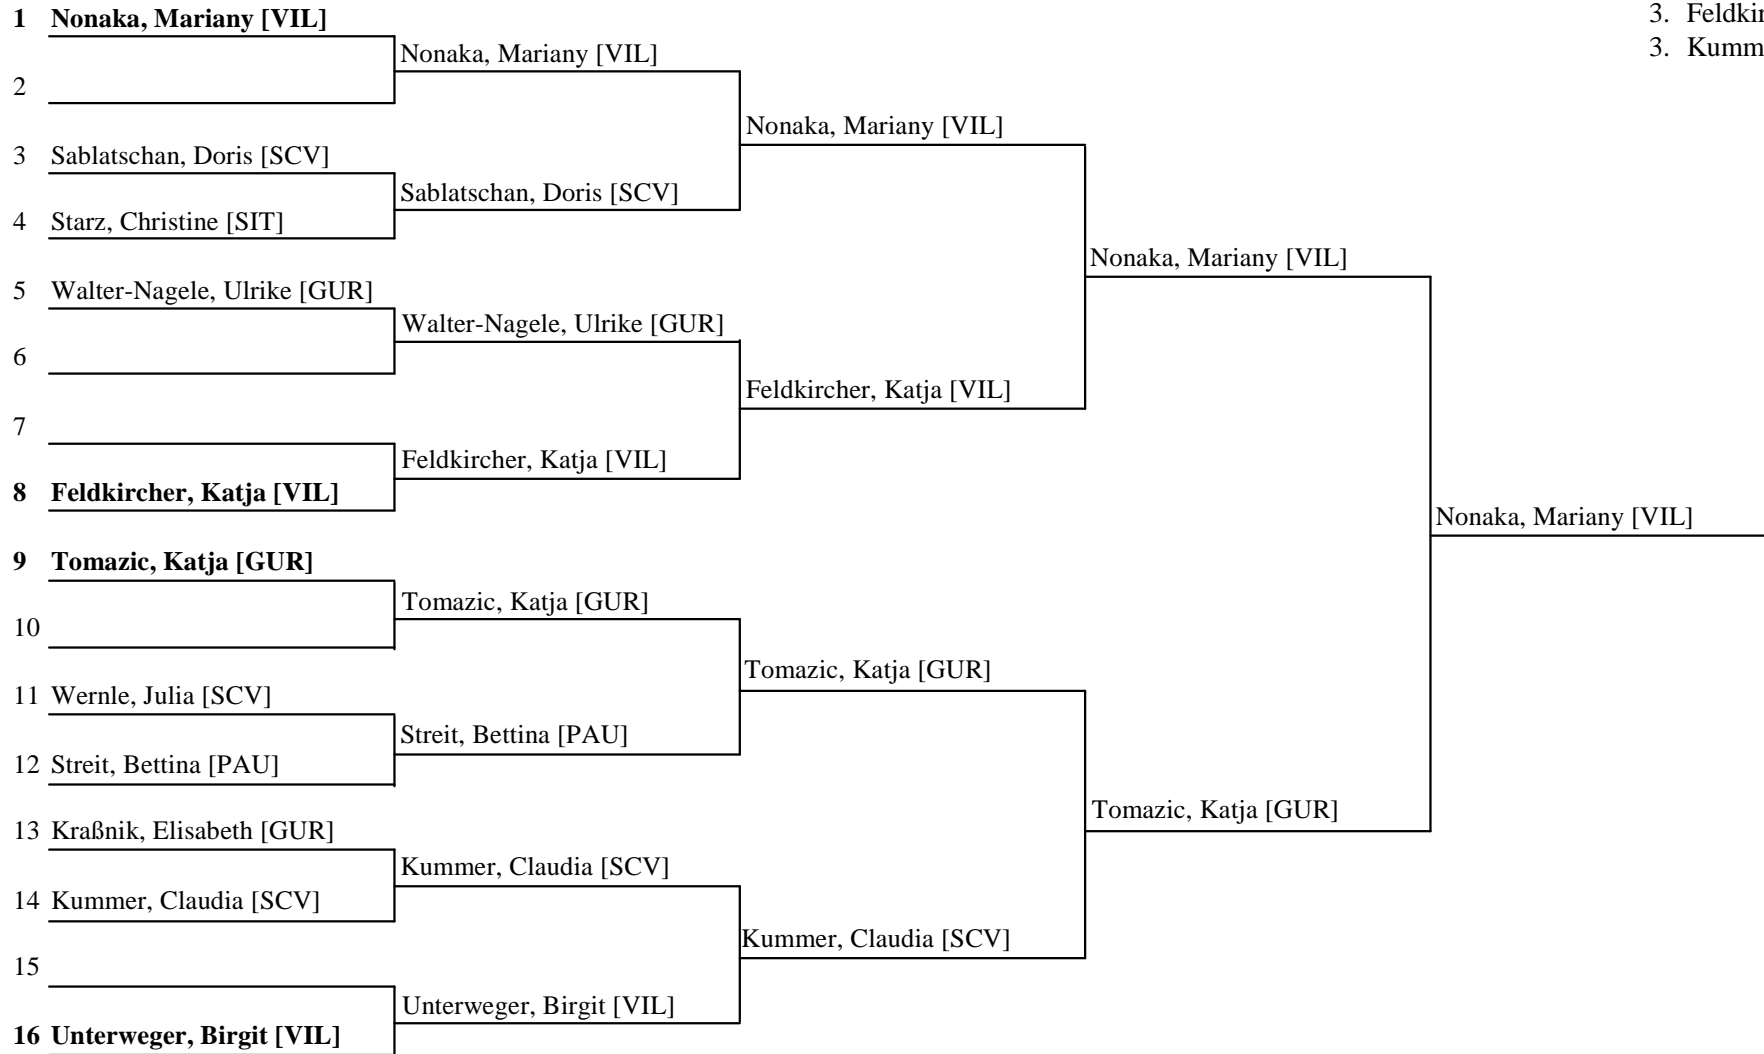 1 Nonaka, Mariany [VIL]
3. Feldkir
3. Kumm
Nonaka, Mariany [VIL]
2
Nonaka, Mariany [VIL]
3 Sablatschan, Doris [SCV]
Sablatschan, Doris [SCV]
4 Starz, Christine [SIT]
Nonaka, Mariany [VIL]
5 Walter-Nagele, Ulrike [GUR]
Walter-Nagele, Ulrike [GUR]
6
Feldkircher, Katja [VIL]
7
Feldkircher, Katja [VIL]
8 Feldkircher, Katja [VIL]
Nonaka, Mariany [VIL]
9 Tomazic, Katja [GUR]
Tomazic, Katja [GUR]
10
Tomazic, Katja [GUR]
11 Wernle, Julia [SCV]
Streit, Bettina [PAU]
12 Streit, Bettina [PAU]
Tomazic, Katja [GUR]
13 Kraßnik, Elisabeth [GUR]
Kummer, Claudia [SCV]
14 Kummer, Claudia [SCV]
Kummer, Claudia [SCV]
15
Unterweger, Birgit [VIL]
16 Unterweger, Birgit [VIL]